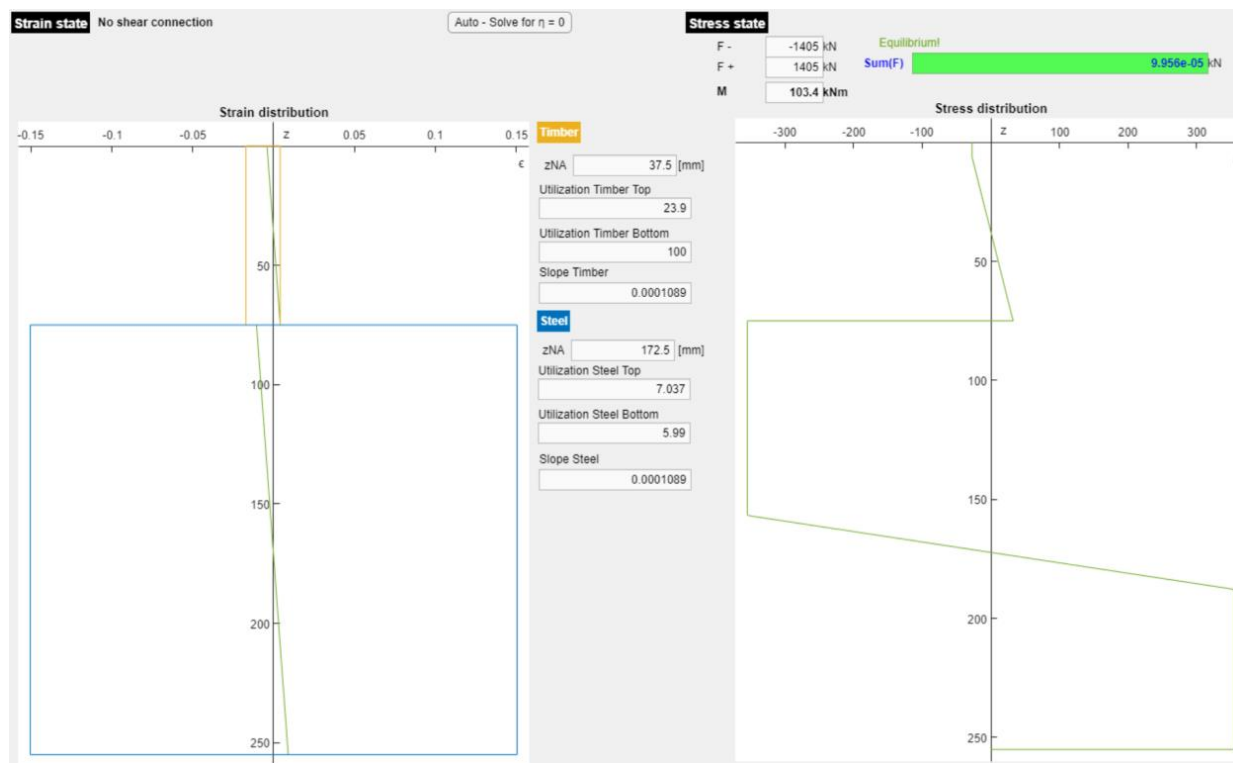 Strain state No shear connection Auto - Solve for η = 0
Stress state
F - -1405 kN
F + 1405 kN
M 103.4 kNm
Equilibrium!
Sum(F) 9.956e-05 kN
Strain distribution
-0.15 -0.1 -0.05 z 0.05 0.1 0.15
ϵ
50
100
150
200
250
Timber
zNA 37.5 [mm]
Utilization Timber Top
23.9
Utilization Timber Bottom
100
Slope Timber
0.0001089
Steel
zNA 172.5 [mm]
Utilization Steel Top
7.037
Utilization Steel Bottom
5.99
Slope Steel
0.0001089
Stress distribution
-300 -200 -100 z 100 200 300
50
100
150
200
250